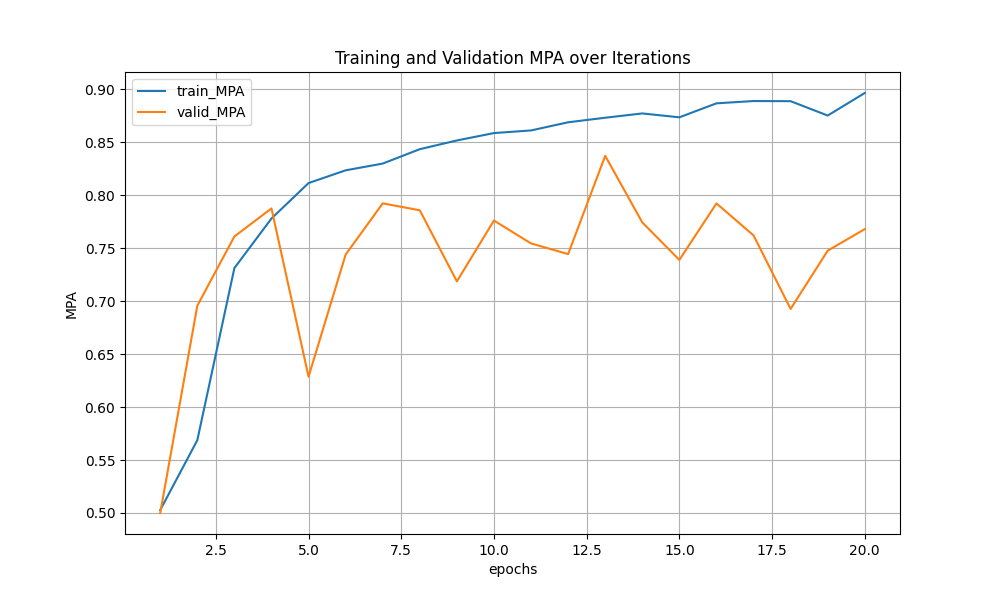 Training and Validation MPA over Iterations
train_MPA
valid_MPA
MPA
0.90
0.85
0.80
0.75
0.70
0.65
0.60
0.55
0.50
2.5 5.0 7.5 10.0 12.5 15.0 17.5 20.0
epochs